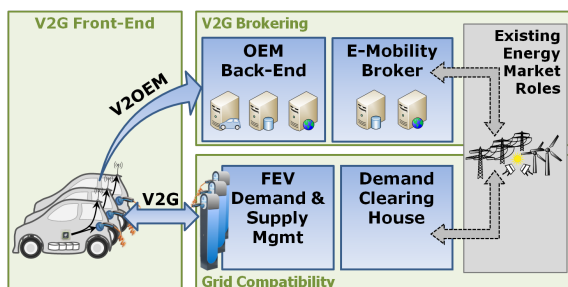 V2G Front-End
V2G Brokering
OEM
Back-End
E-Mobility
Broker
Existing
Energy
Market
Roles
V2OEM
V2G
FEV
Demand &
Supply
Mgmt
Demand
Clearing
House
Grid Compatibility